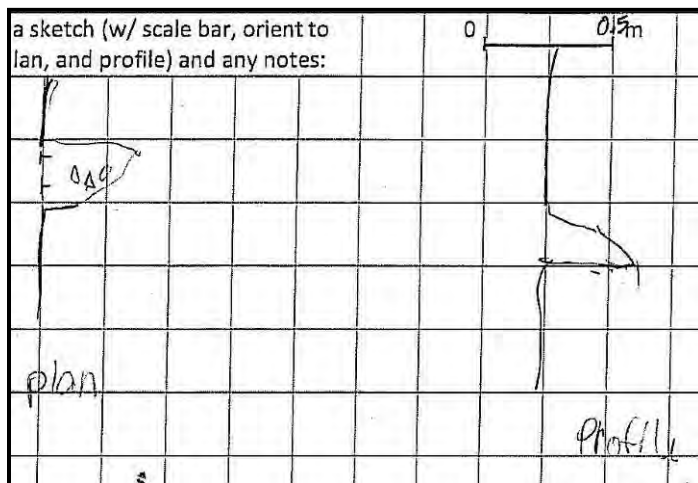 a sketch (w/ scale bar, orient to
lan, and profile) and any notes:
0 0.5m
plan
Profile